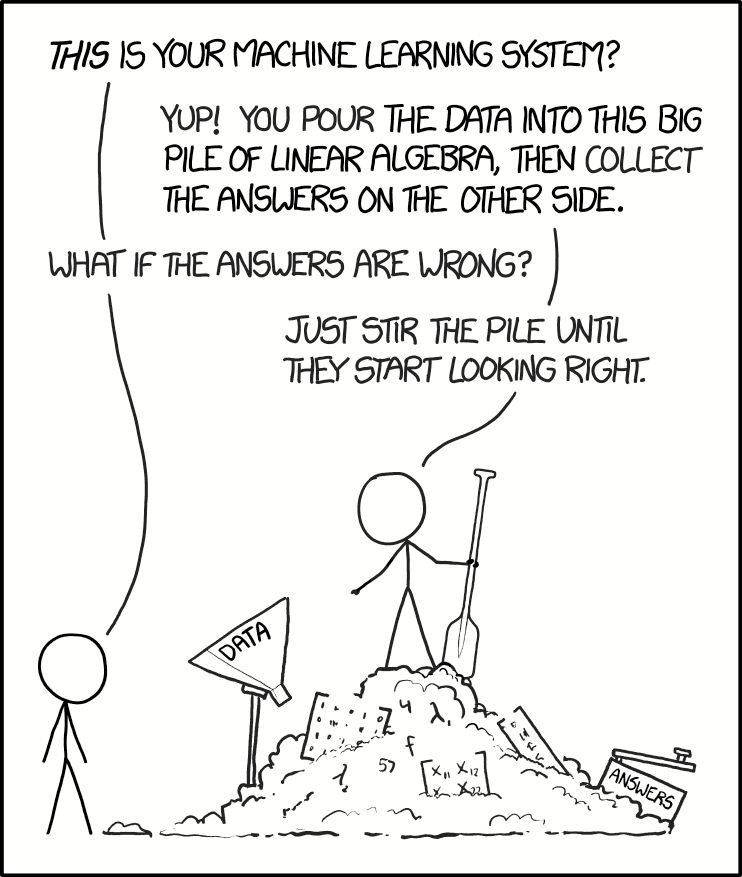 THIS IS YOUR MACHINE LEARNING SYSTEM?
YUP! YOU POUR THE DATA INTO THIS BIG
PILE OF LINEAR ALGEBRA, THEN COLLECT
THE ANSWERS ON THE OTHER SIDE.
WHAT IF THE ANSWERS ARE WRONG?
JUST STIR THE PILE UNTIL
THEY START LOOKING RIGHT.
DATA
4 λ
f
57
X₁₁ X₁₂
X₂₂
ANSWERS